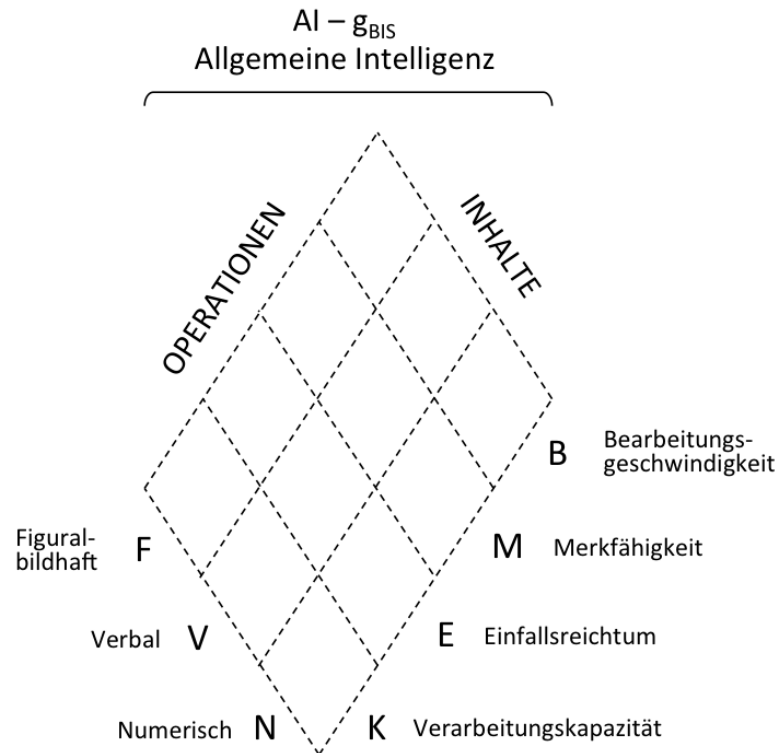 AI – gBIS
Allgemeine Intelligenz
OPERATIONEN
INHALTE
B
Bearbeitungs-
geschwindigkeit
Figural-
bildhaft
F
M
Merkfähigkeit
Verbal
V
E
Einfallsreichtum
Numerisch
N
K
Verarbeitungskapazität